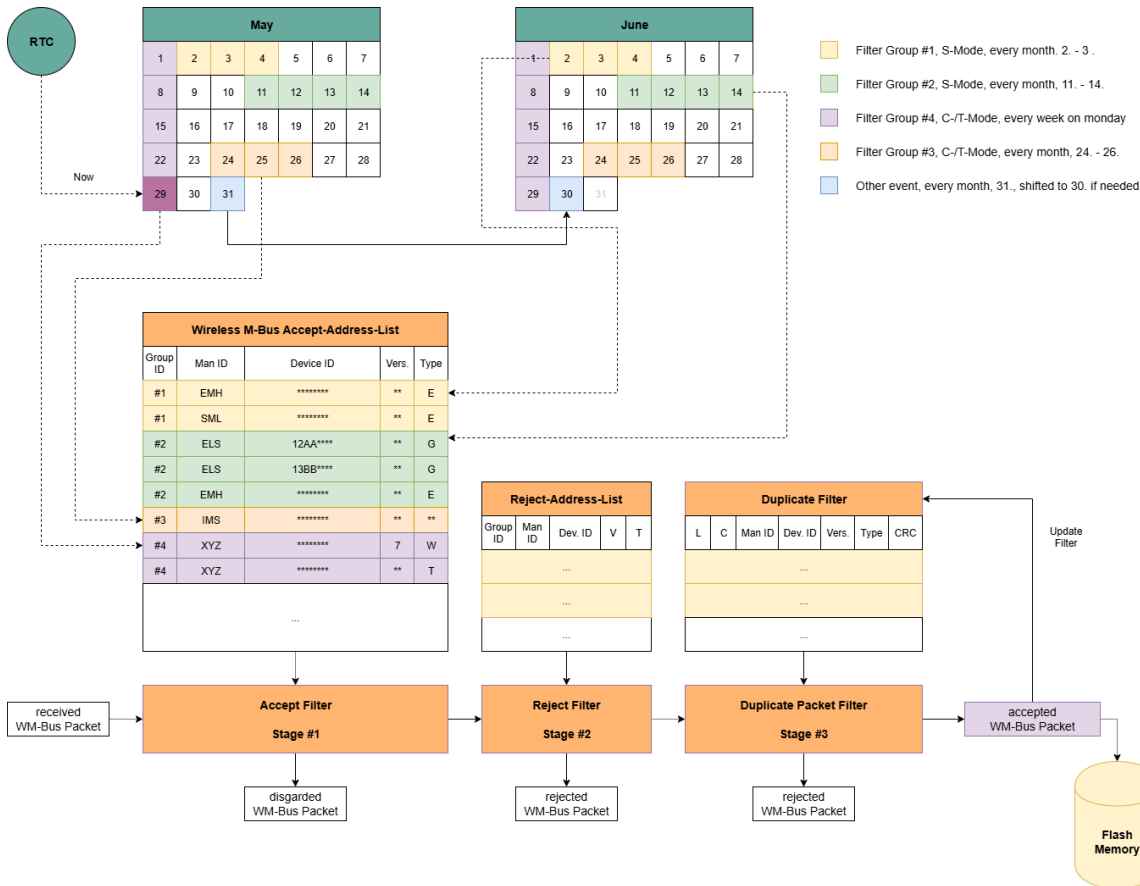 RTC
May
1 2 3 4 5 6 7
8 9 10 11 12 13 14
15 16 17 18 19 20 21
22 23 24 25 26 27 28
29 30 31
Now
June
1 2 3 4 5 6 7
8 9 10 11 12 13 14
15 16 17 18 19 20 21
22 23 24 25 26 27 28
29 30 31
Filter Group #1, S-Mode, every month. 2. - 3 .
Filter Group #2, S-Mode, every month, 11. - 14.
Filter Group #4, C-/T-Mode, every week on monday
Filter Group #3, C-/T-Mode, every month, 24. - 26.
Other event, every month, 31., shifted to 30. if needed
Wireless M-Bus Accept-Address-List
Group ID Man ID Device ID Vers. Type
#1 EMH ******** ** E
#1 SML ******** ** E
#2 ELS 12AA**** ** G
#2 ELS 13BB**** ** G
#2 EMH ******** ** E
#3 IMS ******** ** **
#4 XYZ ******** 7 W
#4 XYZ ******** ** T
...
Reject-Address-List
Group ID Man ID Dev. ID V T
...
...
...
Duplicate Filter
L C Man ID Dev. ID Vers. Type CRC
...
...
...
Update
Filter
received
WM-Bus Packet
Accept Filter
Stage #1
Reject Filter
Stage #2
Duplicate Packet Filter
Stage #3
accepted
WM-Bus Packet
disgarded
WM-Bus Packet
rejected
WM-Bus Packet
rejected
WM-Bus Packet
Flash
Memory